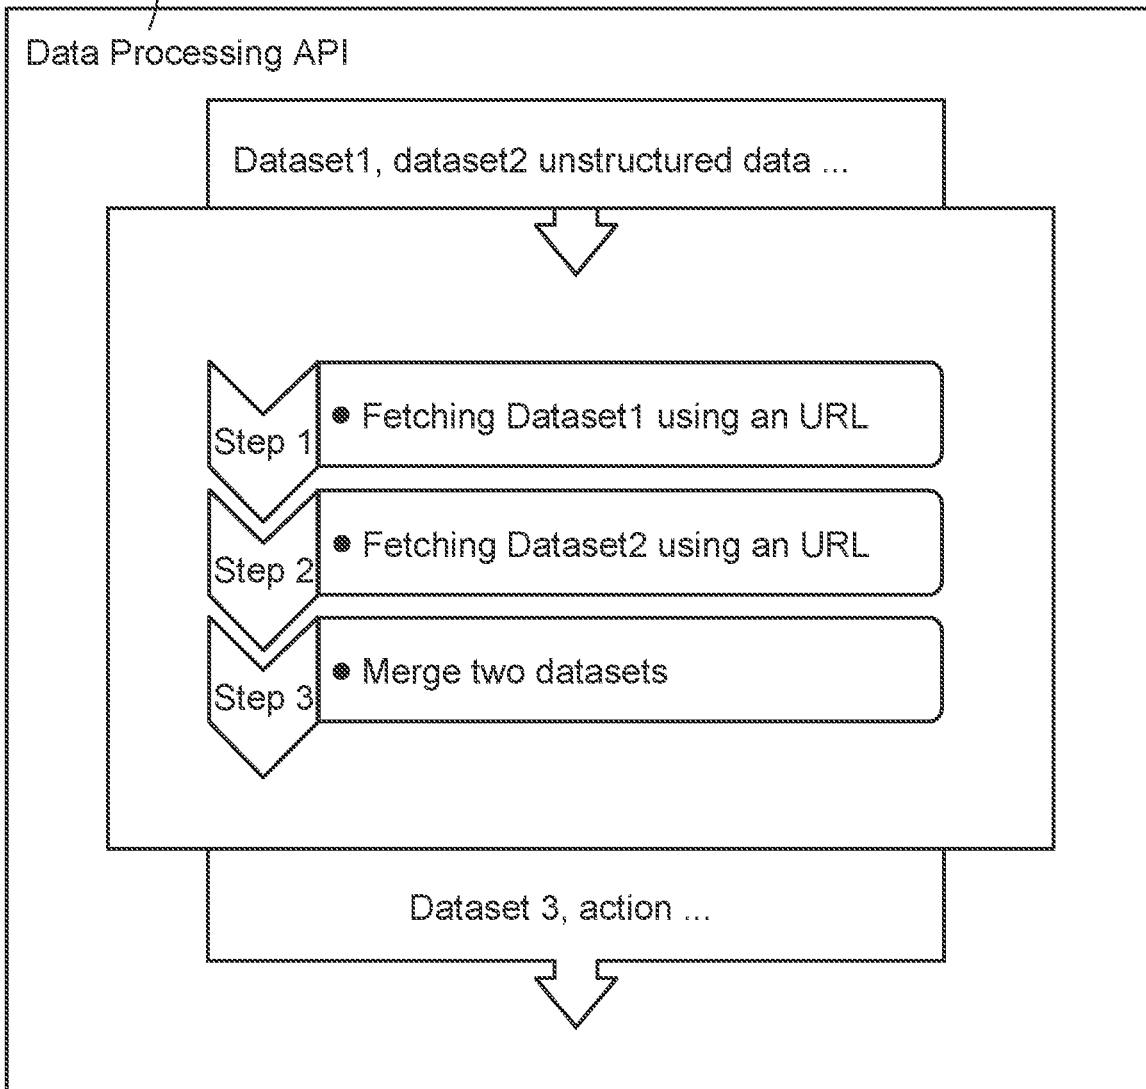 Data Processing API
Dataset1, dataset2 unstructured data ...
Step 1
• Fetching Dataset1 using an URL
Step 2
• Fetching Dataset2 using an URL
Step 3
• Merge two datasets
Dataset 3, action ...